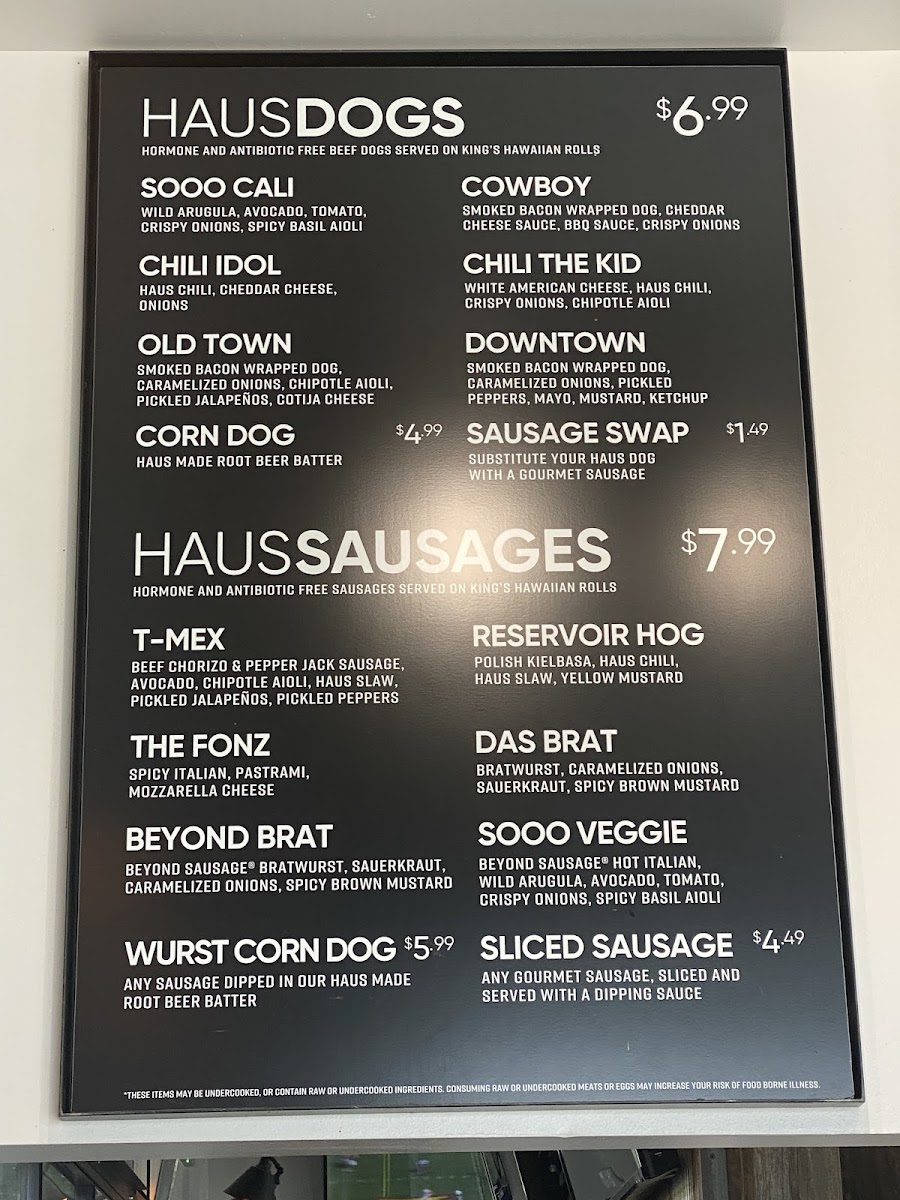 HAUSDOGS $6.99
HORMONE AND ANTIBIOTIC FREE BEEF DOGS SERVED ON KING'S HAWAIIAN ROLLS
SOOO CALI
WILD ARUGULA, AVOCADO, TOMATO,
CRISPY ONIONS, SPICY BASIL AIOLI
COWBOY
SMOKED BACON WRAPPED DOG, CHEDDAR
CHEESE SAUCE, BBQ SAUCE, CRISPY ONIONS
CHILI IDOL
HAUS CHILI, CHEDDAR CHEESE,
ONIONS
CHILI THE KID
WHITE AMERICAN CHEESE, HAUS CHILI,
CRISPY ONIONS, CHIPOTLE AIOLI
OLD TOWN
SMOKED BACON WRAPPED DOG,
CARAMELIZED ONIONS, CHIPOTLE AIOLI,
PICKLED JALAPEÑOS, COTIJA CHEESE
DOWNTOWN
SMOKED BACON WRAPPED DOG,
CARAMELIZED ONIONS, PICKLED
PEPPERS, MAYO, MUSTARD, KETCHUP
CORN DOG $4.99
HAUS MADE ROOT BEER BATTER
SAUSAGE SWAP $1.49
SUBSTITUTE YOUR HAUS DOG
WITH A GOURMET SAUSAGE
HAUSSAUSAGES $7.99
HORMONE AND ANTIBIOTIC FREE SAUSAGES SERVED ON KING'S HAWAIIAN ROLLS
T-MEX
BEEF CHORIZO & PEPPER JACK SAUSAGE,
AVOCADO, CHIPOTLE AIOLI, HAUS SLAW,
PICKLED JALAPEÑOS, PICKLED PEPPERS
RESERVOIR HOG
POLISH KIELBASA, HAUS CHILI,
HAUS SLAW, YELLOW MUSTARD
THE FONZ
SPICY ITALIAN, PASTRAMI,
MOZZARELLA CHEESE
DAS BRAT
BRATWURST, CARAMELIZED ONIONS,
SAUERKRAUT, SPICY BROWN MUSTARD
BEYOND BRAT
BEYOND SAUSAGE® BRATWURST, SAUERKRAUT,
CARAMELIZED ONIONS, SPICY BROWN MUSTARD
SOOO VEGGIE
BEYOND SAUSAGE® HOT ITALIAN,
WILD ARUGULA, AVOCADO, TOMATO,
CRISPY ONIONS, SPICY BASIL AIOLI
WURST CORN DOG $5.99
ANY SAUSAGE DIPPED IN OUR HAUS MADE
ROOT BEER BATTER
SLICED SAUSAGE $4.49
ANY GOURMET SAUSAGE, SLICED AND
SERVED WITH A DIPPING SAUCE
*THESE ITEMS MAY BE UNDERCOOKED, OR CONTAIN RAW OR UNDERCOOKED INGREDIENTS. CONSUMING RAW OR UNDERCOOKED MEATS OR EGGS MAY INCREASE YOUR RISK OF FOOD BORNE ILLNESS.